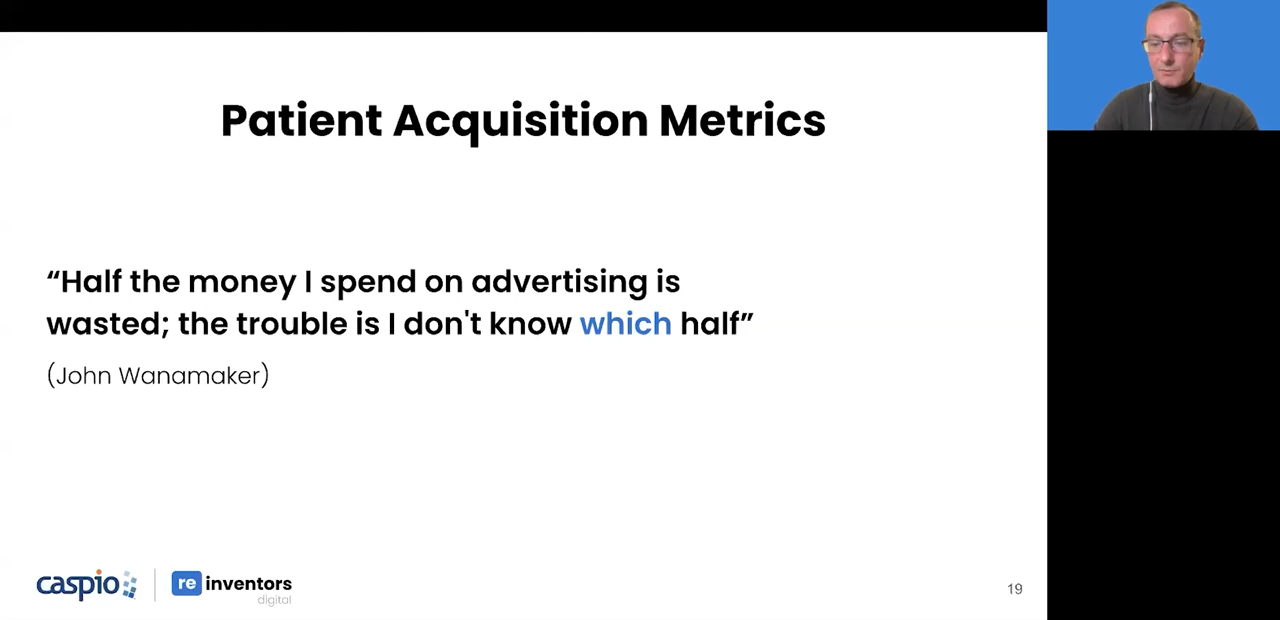 Patient Acquisition Metrics
“Half the money I spend on advertising is
wasted; the trouble is I don't know which half”
(John Wanamaker)
caspio
re inventors
digital
19